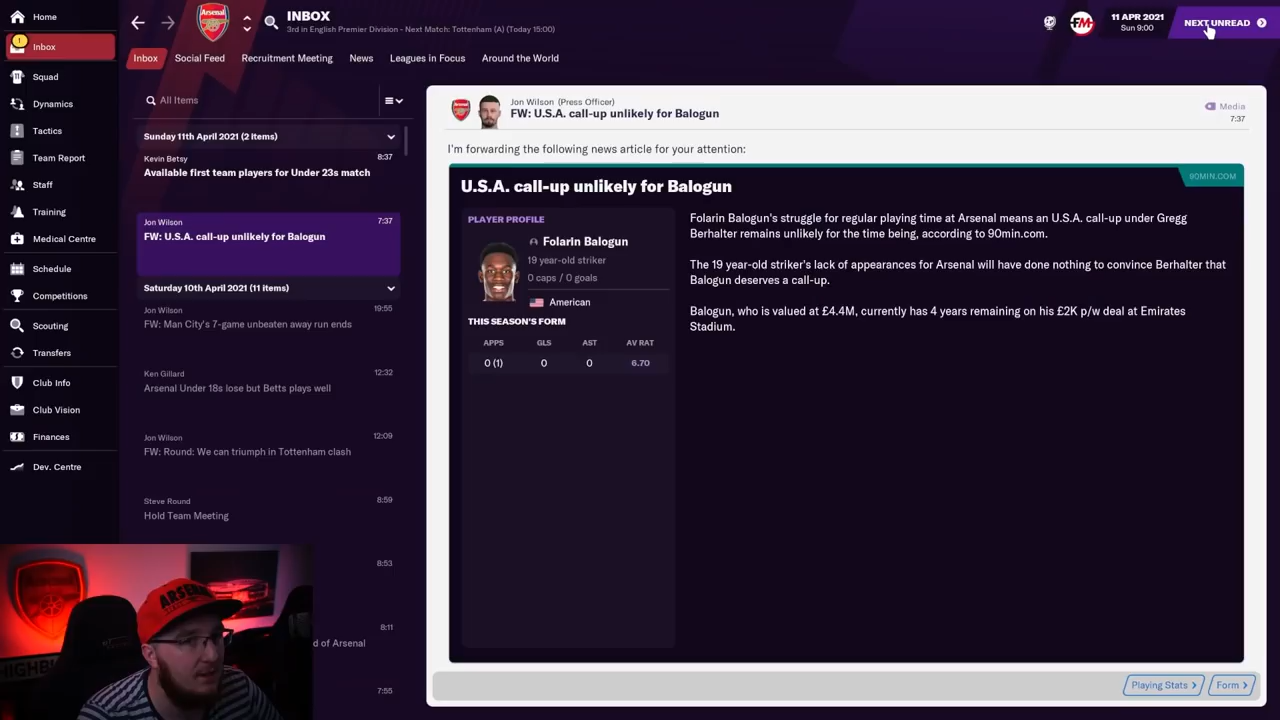 INBOX
3rd in English Premier Division - Next Match: Tottenham (A) (Today 15:00)
FM
11 APR 2021
Sun 9:00
NEXT UNREAD
Home
1
Inbox
Squad
Dynamics
Tactics
Team Report
Staff
Training
Medical Centre
Schedule
Competitions
Scouting
Transfers
Club Info
Club Vision
Finances
Dev. Centre
Inbox
Social Feed
Recruitment Meeting
News
Leagues in Focus
Around the World
All Items
Sunday 11th April 2021 (2 items)
Kevin Betsy 8:37
Available first team players for Under 23s match
Jon Wilson 7:37
FW: U.S.A. call-up unlikely for Balogun
Saturday 10th April 2021 (11 items)
Jon Wilson 19:55
FW: Man City's 7-game unbeaten away run ends
Ken Gillard 12:32
Arsenal Under 18s lose but Betts plays well
Jon Wilson 12:09
FW: Round: We can triumph in Tottenham clash
Steve Round 8:59
Hold Team Meeting
8:53
8:11
d of Arsenal
7:55
Arsenal
Jon Wilson (Press Officer)
FW: U.S.A. call-up unlikely for Balogun
Media
7:37
I'm forwarding the following news article for your attention:
90MIN.COM
U.S.A. call-up unlikely for Balogun
PLAYER PROFILE
Folarin Balogun
19 year-old striker
0 caps / 0 goals
American
THIS SEASON'S FORM
APPS GLS AST AV RAT
0 (1) 0 0 6.70
Folarin Balogun's struggle for regular playing time at Arsenal means an U.S.A. call-up under Gregg
Berhalter remains unlikely for the time being, according to 90min.com.
The 19 year-old striker's lack of appearances for Arsenal will have done nothing to convince Berhalter that
Balogun deserves a call-up.
Balogun, who is valued at £4.4M, currently has 4 years remaining on his £2K p/w deal at Emirates
Stadium.
Playing Stats
Form
ARSENAL
HIGHBU